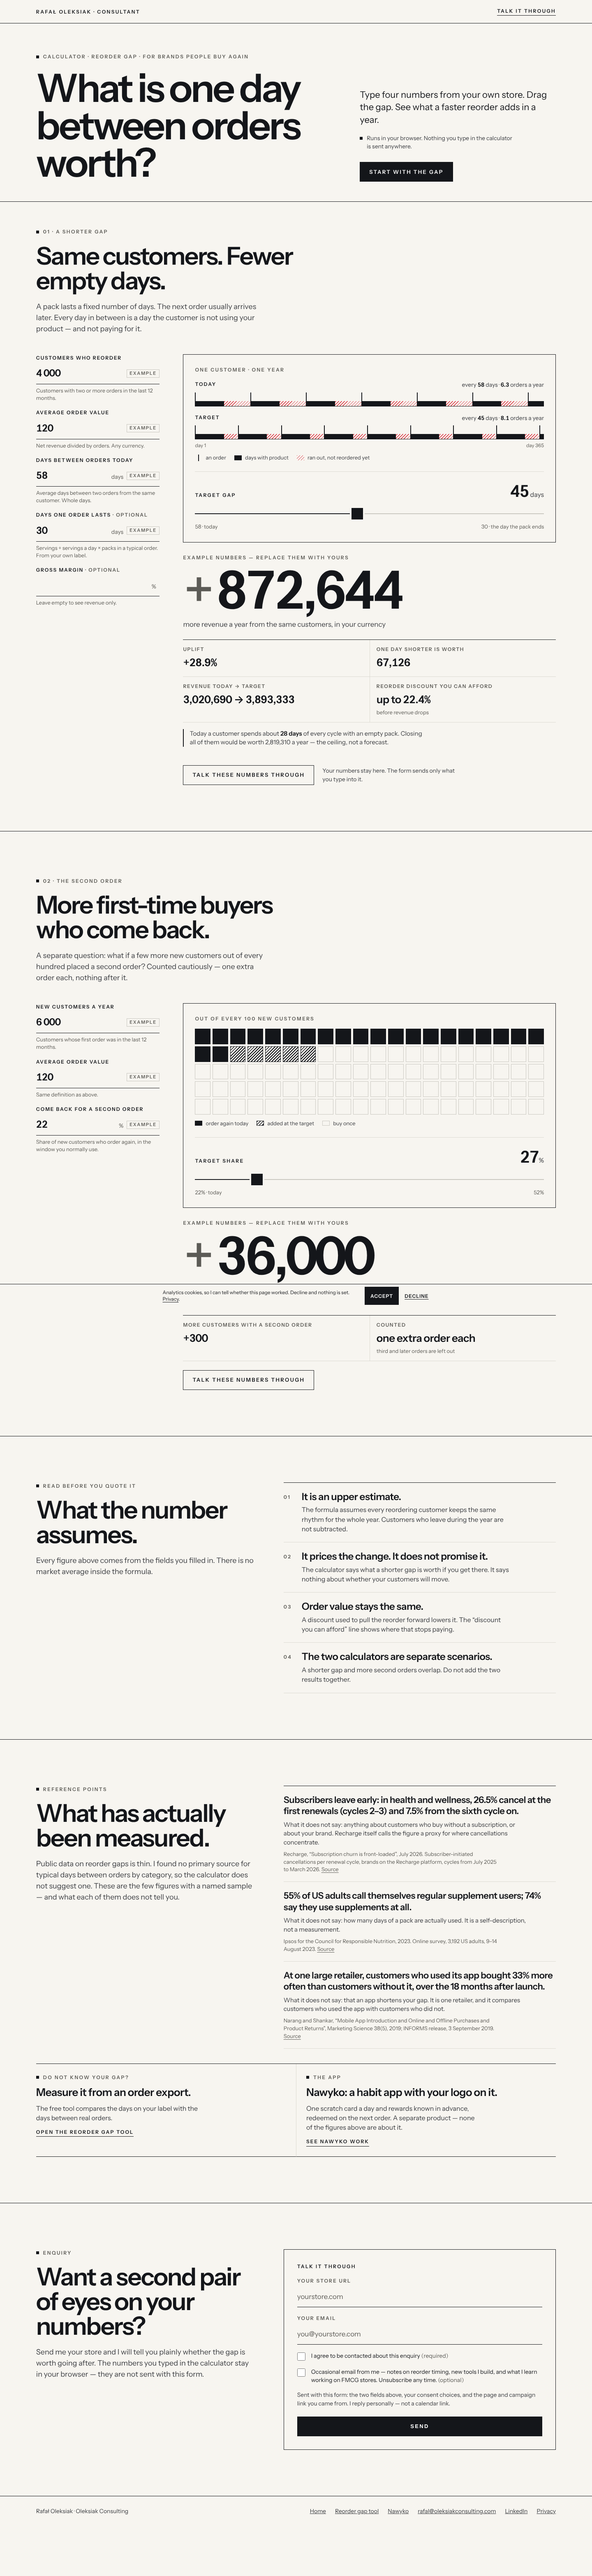 RAFAŁ OLEKSIAK · CONSULTANT
TALK IT THROUGH
CALCULATOR · REORDER GAP · FOR BRANDS PEOPLE BUY AGAIN
What is one day
between orders
worth?
Type four numbers from your own store. Drag
the gap. See what a faster reorder adds in a
year.
Runs in your browser. Nothing you type in the calculator
is sent anywhere.
START WITH THE GAP
01 · A SHORTER GAP
Same customers. Fewer
empty days.
A pack lasts a fixed number of days. The next order usually arrives
later. Every day in between is a day the customer is not using your
product — and not paying for it.
CUSTOMERS WHO REORDER
4 000 EXAMPLE
Customers with two or more orders in the last 12
months.
AVERAGE ORDER VALUE
120 EXAMPLE
Net revenue divided by orders. Any currency.
DAYS BETWEEN ORDERS TODAY
58 days EXAMPLE
Average days between two orders from the same
customer. Whole days.
DAYS ONE ORDER LASTS · OPTIONAL
30 days EXAMPLE
Servings ÷ servings a day × packs in a typical order.
From your own label.
GROSS MARGIN · OPTIONAL
%
Leave empty to see revenue only.
ONE CUSTOMER · ONE YEAR
TODAY every 58 days · 6.3 orders a year
TARGET every 45 days · 8.1 orders a year
day 1 day 365
an order days with product ran out, not reordered yet
TARGET GAP 45 days
58 · today 30 · the day the pack ends
EXAMPLE NUMBERS — REPLACE THEM WITH YOURS
+872,644
more revenue a year from the same customers, in your currency
UPLIFT
+28.9%
ONE DAY SHORTER IS WORTH
67,126
REVENUE TODAY → TARGET
3,020,690 → 3,893,333
REORDER DISCOUNT YOU CAN AFFORD
up to 22.4%
before revenue drops
Today a customer spends about 28 days of every cycle with an empty pack. Closing
all of them would be worth 2,819,310 a year — the ceiling, not a forecast.
TALK THESE NUMBERS THROUGH
Your numbers stay here. The form sends only what
you type into it.
02 · THE SECOND ORDER
More first-time buyers
who come back.
A separate question: what if a few more new customers out of every
hundred placed a second order? Counted cautiously — one extra
order each, nothing after it.
NEW CUSTOMERS A YEAR
6 000 EXAMPLE
Customers whose first order was in the last 12
months.
AVERAGE ORDER VALUE
120 EXAMPLE
Same definition as above.
COME BACK FOR A SECOND ORDER
22 % EXAMPLE
Share of new customers who order again, in the
window you normally use.
OUT OF EVERY 100 NEW CUSTOMERS
order again today added at the target buy once
TARGET SHARE 27%
22% · today 52%
EXAMPLE NUMBERS — REPLACE THEM WITH YOURS
+36,000
Analytics cookies, so I can tell whether this page worked. Decline and nothing is set.
Privacy
ACCEPT DECLINE
MORE CUSTOMERS WITH A SECOND ORDER
+300
COUNTED
one extra order each
third and later orders are left out
TALK THESE NUMBERS THROUGH
READ BEFORE YOU QUOTE IT
What the number
assumes.
Every figure above comes from the fields you filled in. There is no
market average inside the formula.
01 It is an upper estimate.
The formula assumes every reordering customer keeps the same
rhythm for the whole year. Customers who leave during the year are
not subtracted.
02 It prices the change. It does not promise it.
The calculator says what a shorter gap is worth if you get there. It says
nothing about whether your customers will move.
03 Order value stays the same.
A discount used to pull the reorder forward lowers it. The "discount
you can afford" line shows where that stops paying.
04 The two calculators are separate scenarios.
A shorter gap and more second orders overlap. Do not add the two
results together.
REFERENCE POINTS
What has actually
been measured.
Public data on reorder gaps is thin. I found no primary source for
typical days between orders by category, so the calculator does
not suggest one. These are the few figures with a named sample
— and what each of them does not tell you.
Subscribers leave early: in health and wellness, 26.5% cancel at the
first renewals (cycles 2–3) and 7.5% from the sixth cycle on.
What it does not say: anything about customers who buy without a subscription, or
about your brand. Recharge itself calls the figure a proxy for where cancellations
concentrate.
Recharge, "Subscription churn is front-loaded", July 2026. Subscriber-initiated
cancellations per renewal cycle, brands on the Recharge platform, cycles from July 2025
to March 2026. Source
55% of US adults call themselves regular supplement users; 74%
say they use supplements at all.
What it does not say: how many days of a pack are actually used. It is a self-description,
not a measurement.
Ipsos for the Council for Responsible Nutrition, 2023. Online survey, 3,192 US adults, 9–14
August 2023. Source
At one large retailer, customers who used its app bought 33% more
often than customers without it, over the 18 months after launch.
What it does not say: that an app shortens your gap. It is one retailer, and it compares
customers who used the app with customers who did not.
Narang and Shankar, "Mobile App Introduction and Online and Offline Purchases and
Product Returns", Marketing Science 38(5), 2019; INFORMS release, 3 September 2019.
Source
DO NOT KNOW YOUR GAP?
Measure it from an order export.
The free tool compares the days on your label with the
days between real orders.
OPEN THE REORDER GAP TOOL
THE APP
Nawyko: a habit app with your logo on it.
One scratch card a day and rewards known in advance,
redeemed on the next order. A separate product — none
of the figures above are about it.
SEE NAWYKO WORK
ENQUIRY
Want a second pair
of eyes on your
numbers?
Send me your store and I will tell you plainly whether the gap is
worth going after. The numbers you typed in the calculator stay
in your browser — they are not sent with this form.
TALK IT THROUGH
YOUR STORE URL
yourstore.com
YOUR EMAIL
you@yourstore.com
I agree to be contacted about this enquiry (required)
Occasional email from me — notes on reorder timing, new tools I build, and what I learn
working on FMCG stores. Unsubscribe any time. (optional)
Sent with this form: the two fields above, your consent choices, and the page and campaign
link you came from. I reply personally — not a calendar link.
SEND
Rafał Oleksiak · Oleksiak Consulting
Home Reorder gap tool Nawyko rafal@oleksiakconsulting.com LinkedIn Privacy